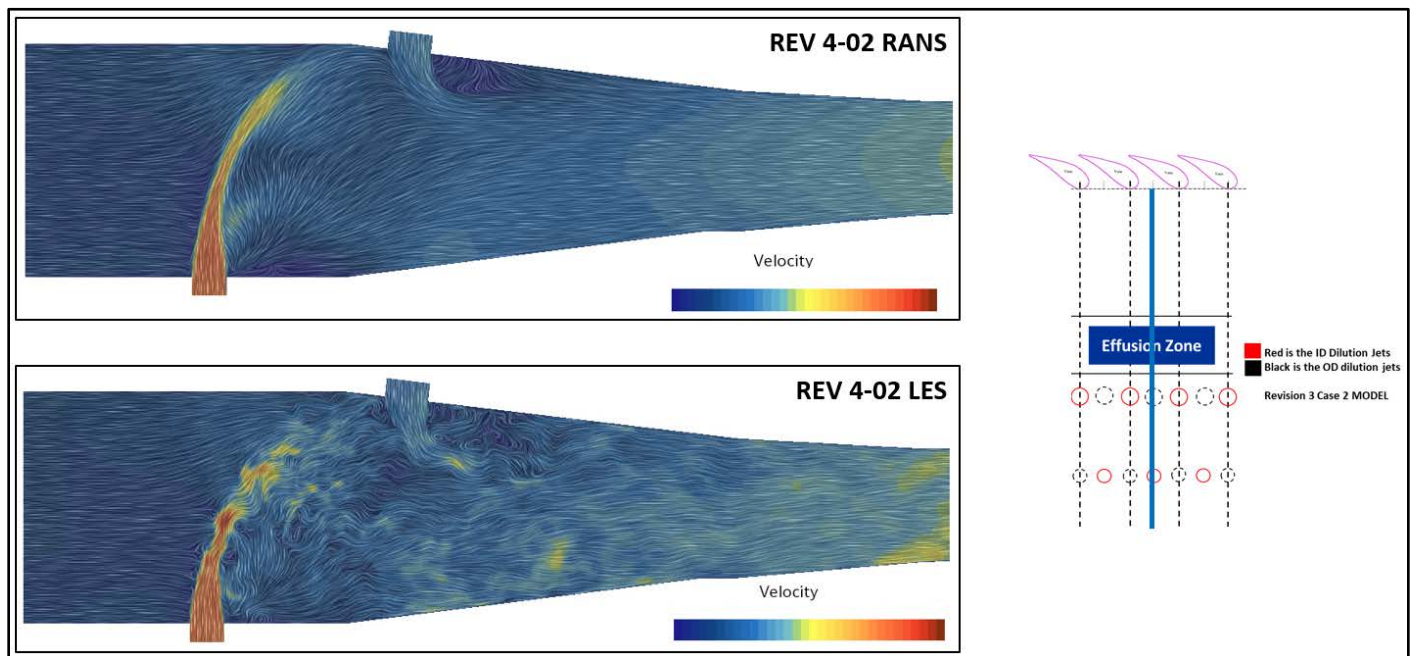 REV 4-02 RANS
Velocity
REV 4-02 LES
Velocity
Effusion Zone
Red is the ID Dilution Jets
Black is the OD dilution jets
Revision 3 Case 2 MODEL